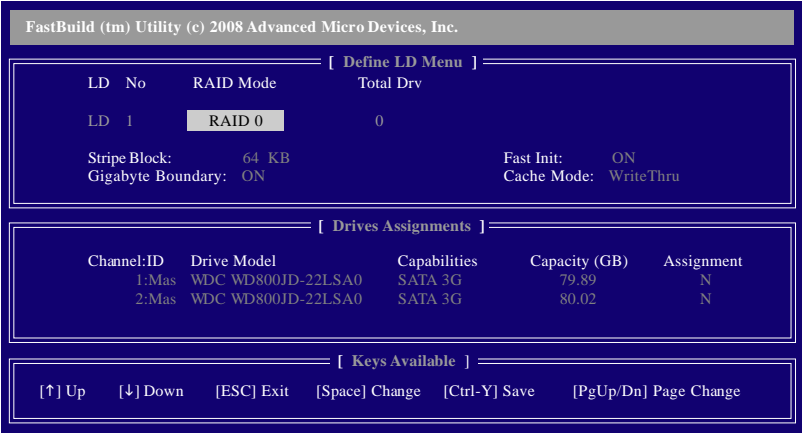 FastBuild (tm) Utility (c) 2008 Advanced Micro Devices, Inc.
[ Define LD Menu ]
LD No RAID Mode Total Drv
LD 1 RAID 0 0
Stripe Block: 64 KB Fast Init: ON
Gigabyte Boundary: ON Cache Mode: WriteThru
[ Drives Assignments ]
Channel:ID Drive Model Capabilities Capacity (GB) Assignment
1:Mas WDC WD800JD-22LSA0 SATA 3G 79.89 N
2:Mas WDC WD800JD-22LSA0 SATA 3G 80.02 N
[ Keys Available ]
[↑] Up [↓] Down [ESC] Exit [Space] Change [Ctrl-Y] Save [PgUp/Dn] Page Change